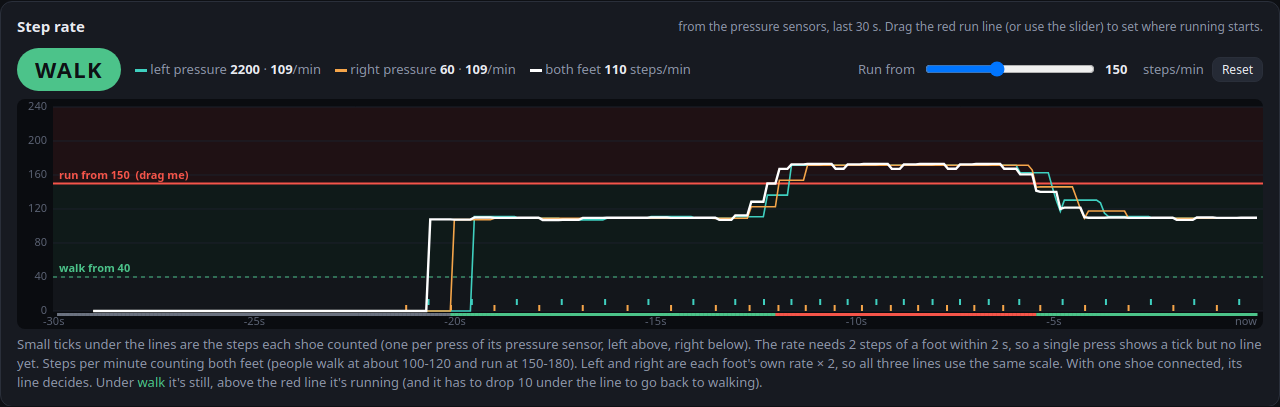 Step rate
from the pressure sensors, last 30 s. Drag the red run line (or use the slider) to set where running starts.
WALK
left pressure 2200 · 109/min
right pressure 60 · 109/min
both feet 110 steps/min
Run from
150
steps/min
Reset
240
200
160
run from 150 (drag me)
120
80
walk from 40
40
0
-30s
-25s
-20s
-15s
-10s
-5s
now
Small ticks under the lines are the steps each shoe counted (one per press of its pressure sensor, left above, right below). The rate needs 2 steps of a foot within 2 s, so a single press shows a tick but no line
yet. Steps per minute counting both feet (people walk at about 100-120 and run at 150-180). Left and right are each foot's own rate × 2, so all three lines use the same scale. With one shoe connected, its
line decides. Under walk it's still, above the red line it's running (and it has to drop 10 under the line to go back to walking).